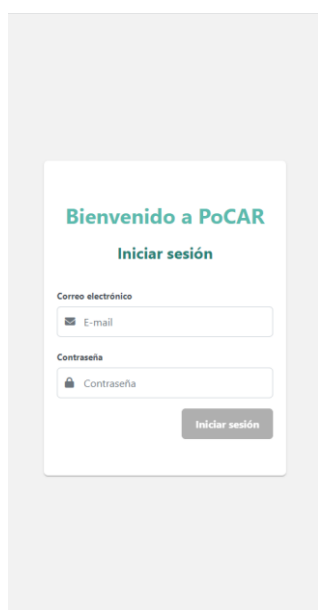 Bienvenido a PoCAR
Iniciar sesión
Correo electrónico
E-mail
Contraseña
Contraseña
Iniciar sesión